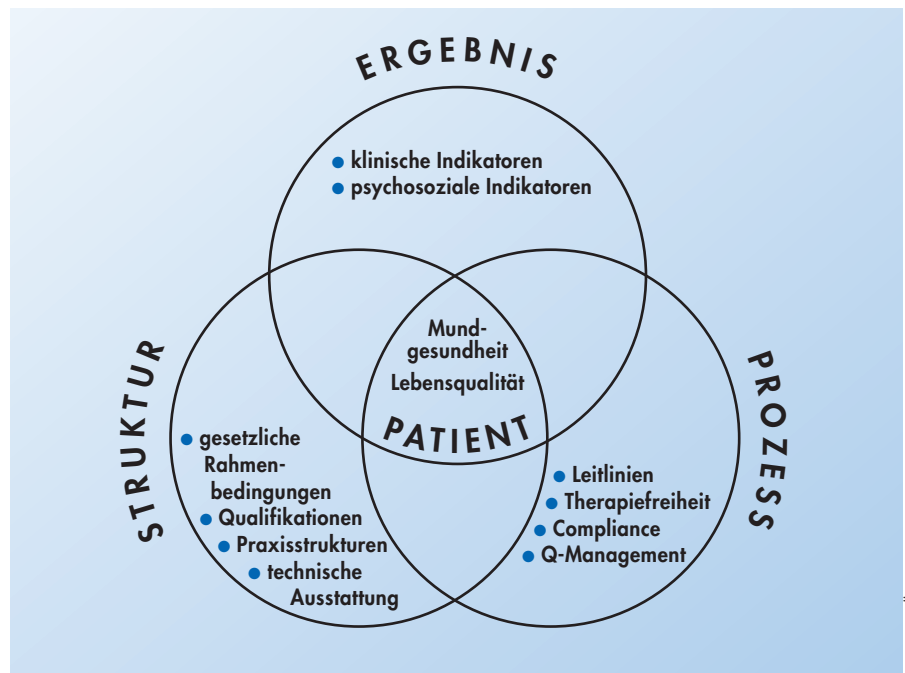 ERGEBNIS
● klinische Indikatoren
● psychosoziale Indikatoren
Mund-
gesundheit
Lebensqualität
PATIENT
STRUKTUR
● gesetzliche
Rahmen-
bedingungen
● Qualifikationen
● Praxisstrukturen
● technische
Ausstattung
PROZESS
● Leitlinien
● Therapiefreiheit
● Compliance
● Q-Management